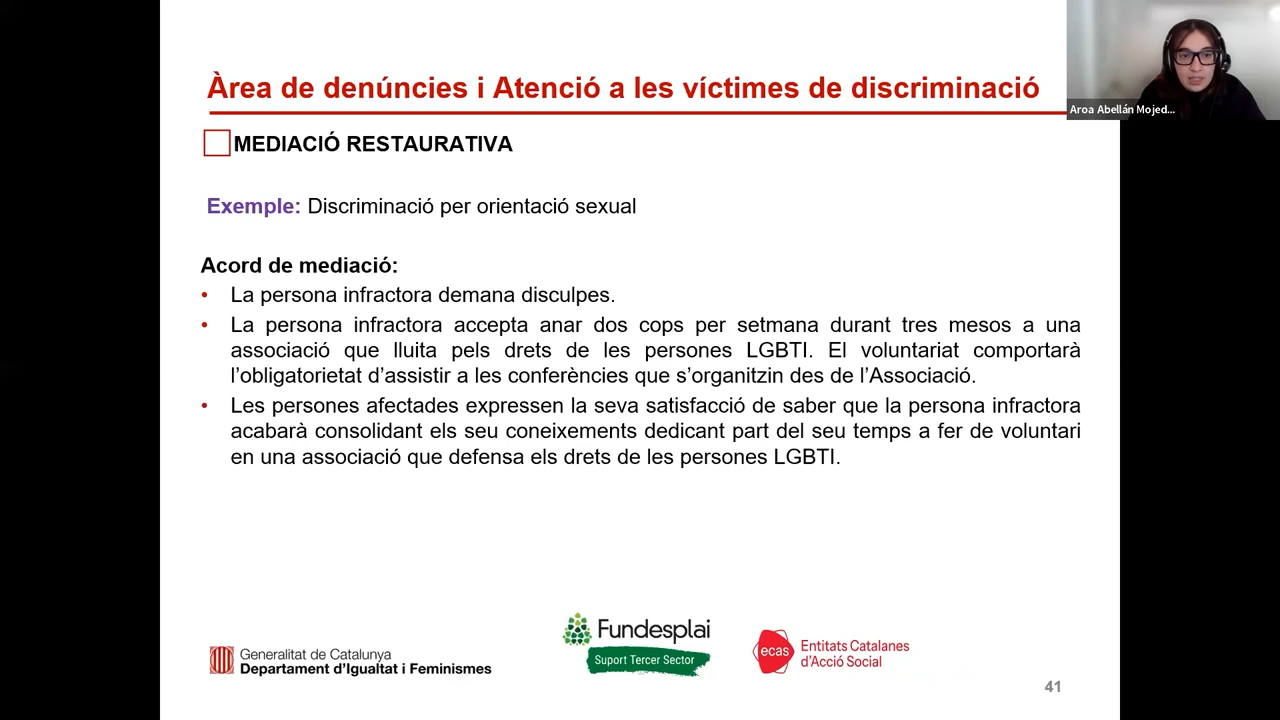 Àrea de denúncies i Atenció a les víctimes de discriminació
Aroa Abellán Mojed...
MEDIACIÓ RESTAURATIVA
Exemple: Discriminació per orientació sexual
Acord de mediació:
• La persona infractora demana disculpes.
• La persona infractora accepta anar dos cops per setmana durant tres mesos a una
associació que lluita pels drets de les persones LGBTI. El voluntariat comportarà
l’obligatorietat d’assistir a les conferències que s’organitzin des de l’Associació.
• Les persones afectades expressen la seva satisfacció de saber que la persona infractora
acabarà consolidant els seu coneixements dedicant part del seu temps a fer de voluntari
en una associació que defensa els drets de les persones LGBTI.
Generalitat de Catalunya
Departament d’Igualtat i Feminismes
Fundesplai
Suport Tercer Sector
ecas
Entitats Catalanes
d’Acció Social
41